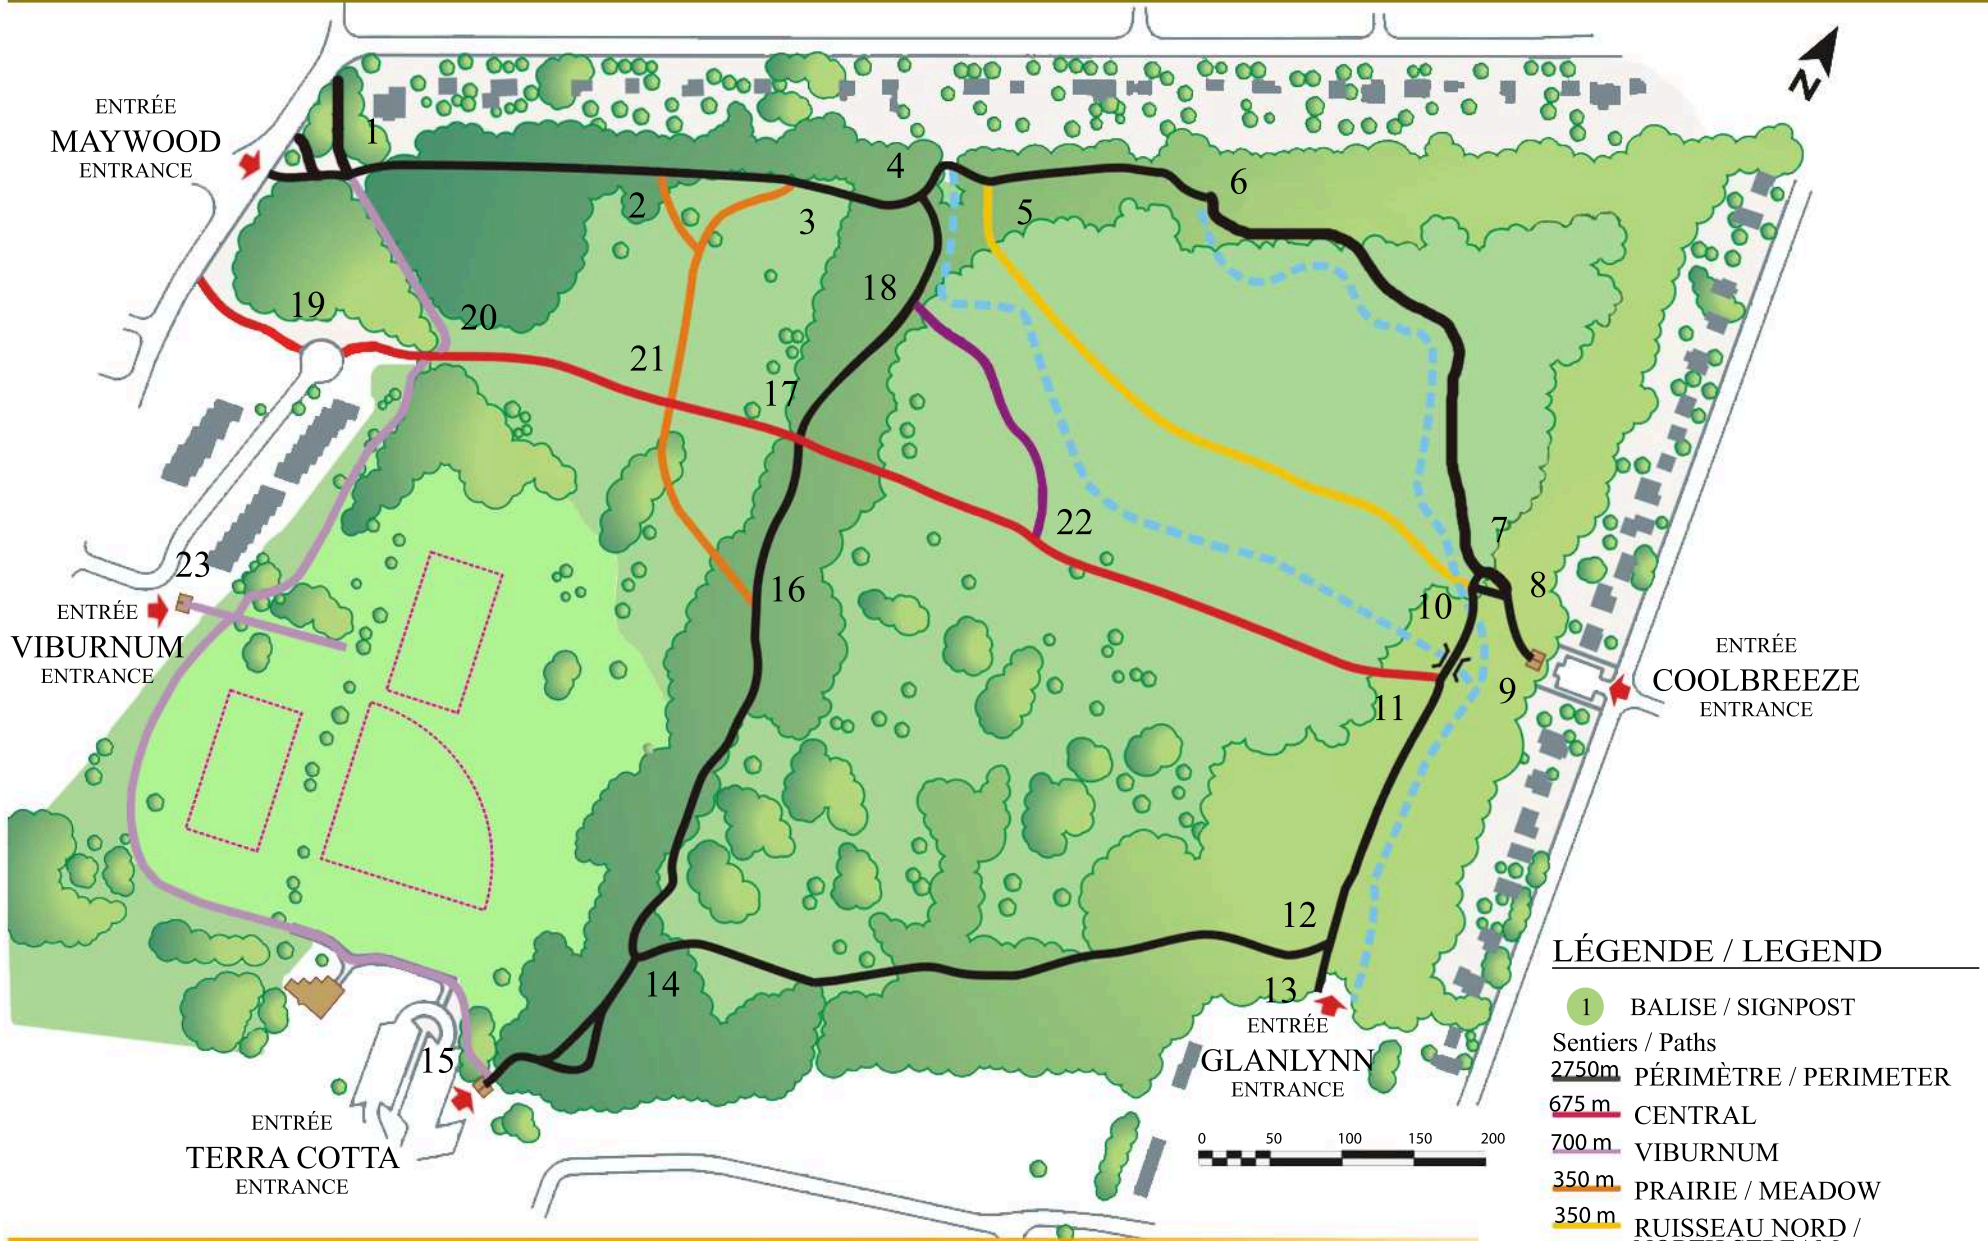 N
ENTRÉE
MAYWOOD
ENTRANCE
1
2
3
4
5
6
18
19
20
21
17
22
7
8
10
16
23
ENTRÉE
VIBURNUM
ENTRANCE
ENTRÉE
COOLBREEZE
ENTRANCE
9
11
12
13
14
15
ENTRÉE
GLANLYNN
ENTRANCE
ENTRÉE
TERRA COTTA
ENTRANCE
0 50 100 150 200
LÉGENDE / LEGEND
1 BALISE / SIGNPOST
Sentiers / Paths
2750m PÉRIMÈTRE / PERIMETER
675 m CENTRAL
700 m VIBURNUM
350 m PRAIRIE / MEADOW
350 m RUISSEAU NORD /